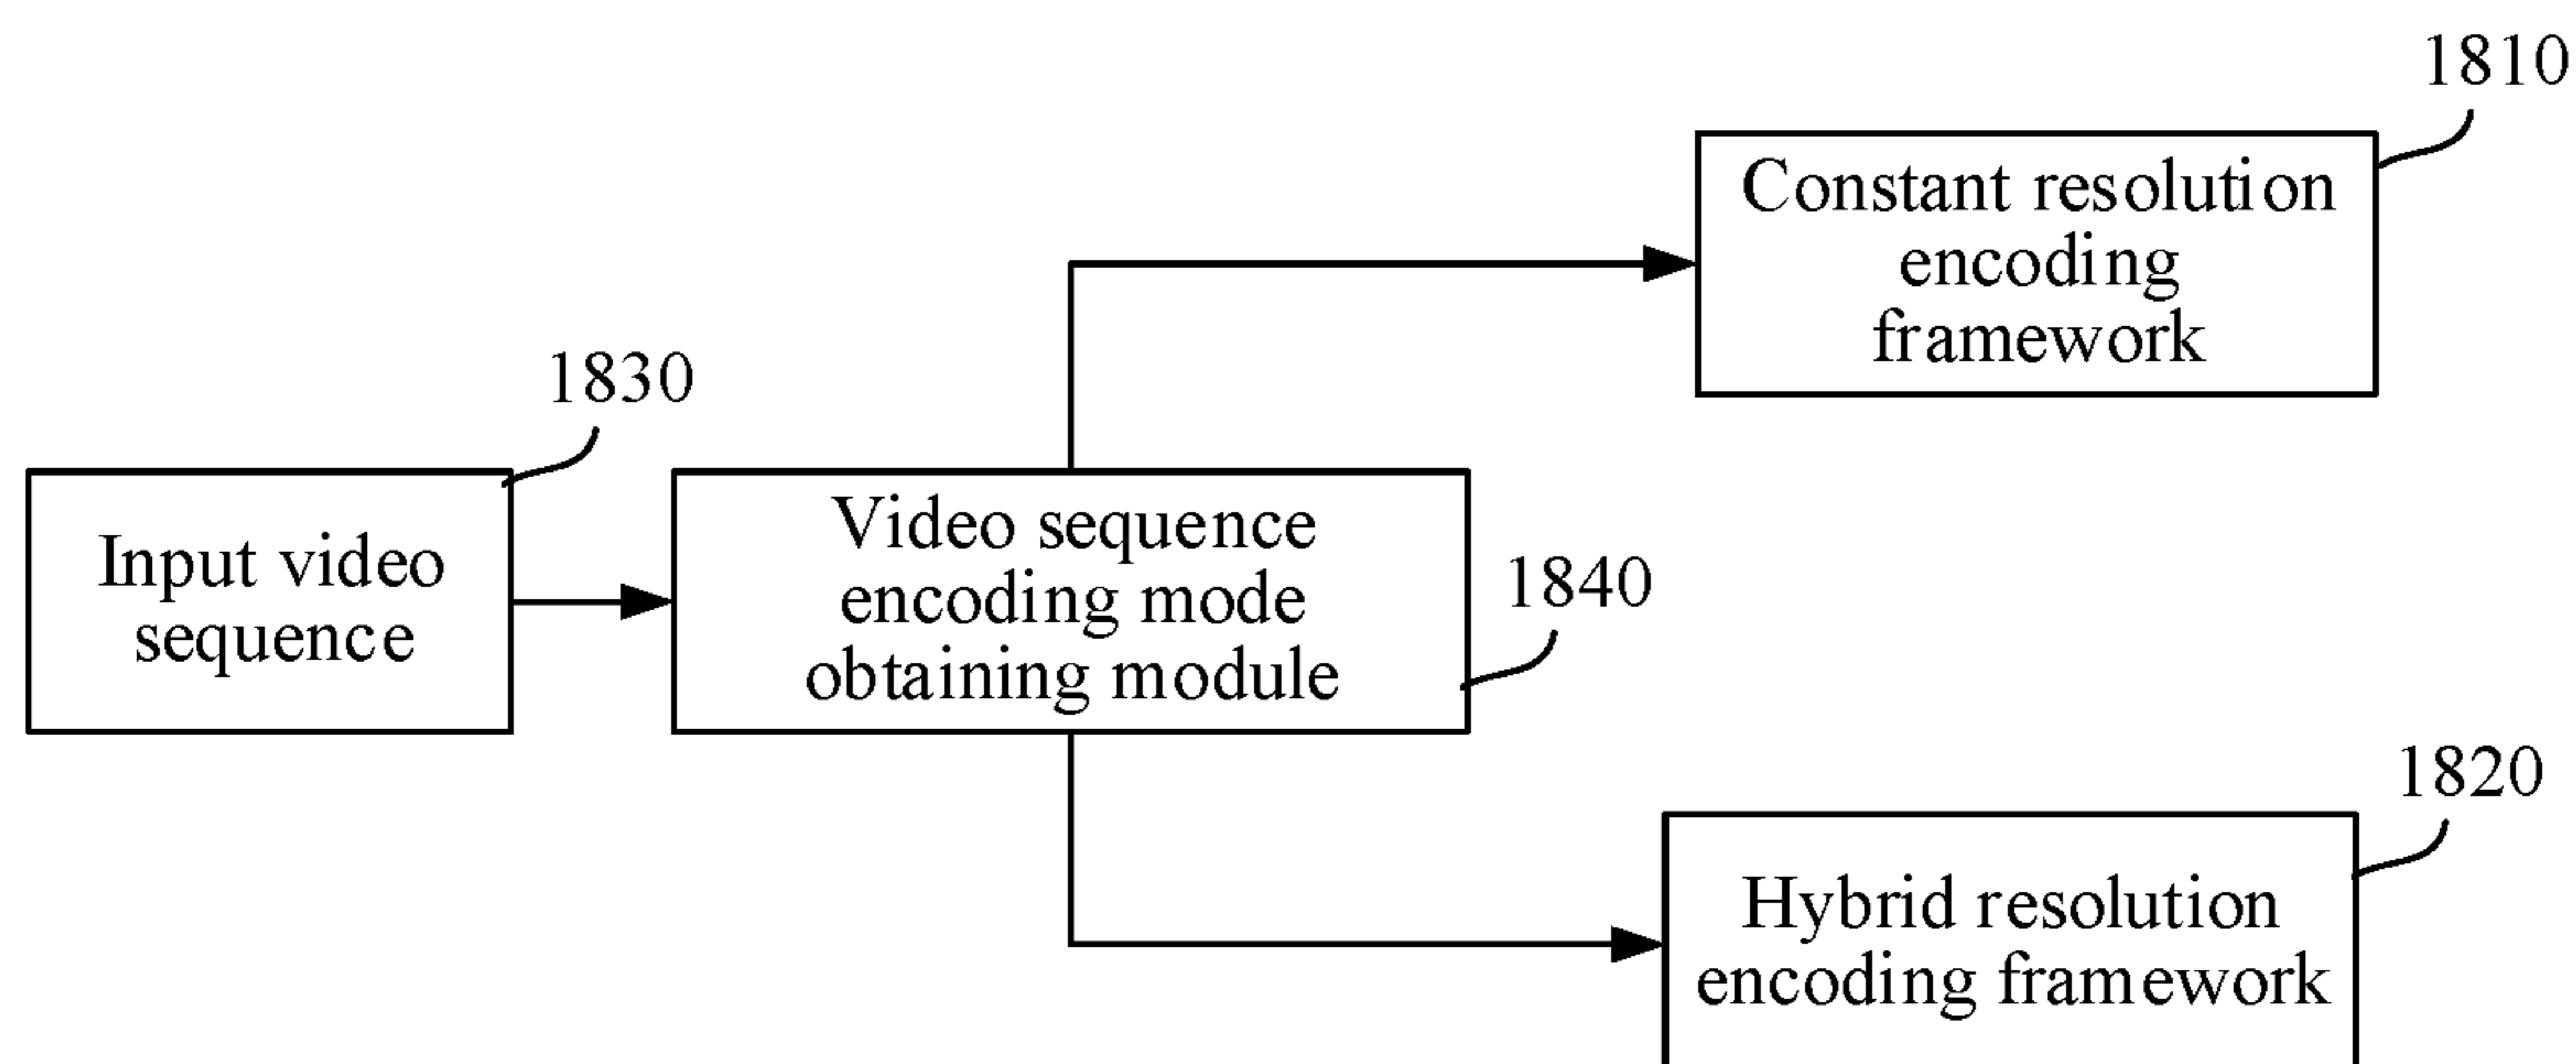 1810
Constant resolution
encoding
framework
1830
Input video
sequence
Video sequence
encoding mode
obtaining module
1840
1820
Hybrid resolution
encoding framework